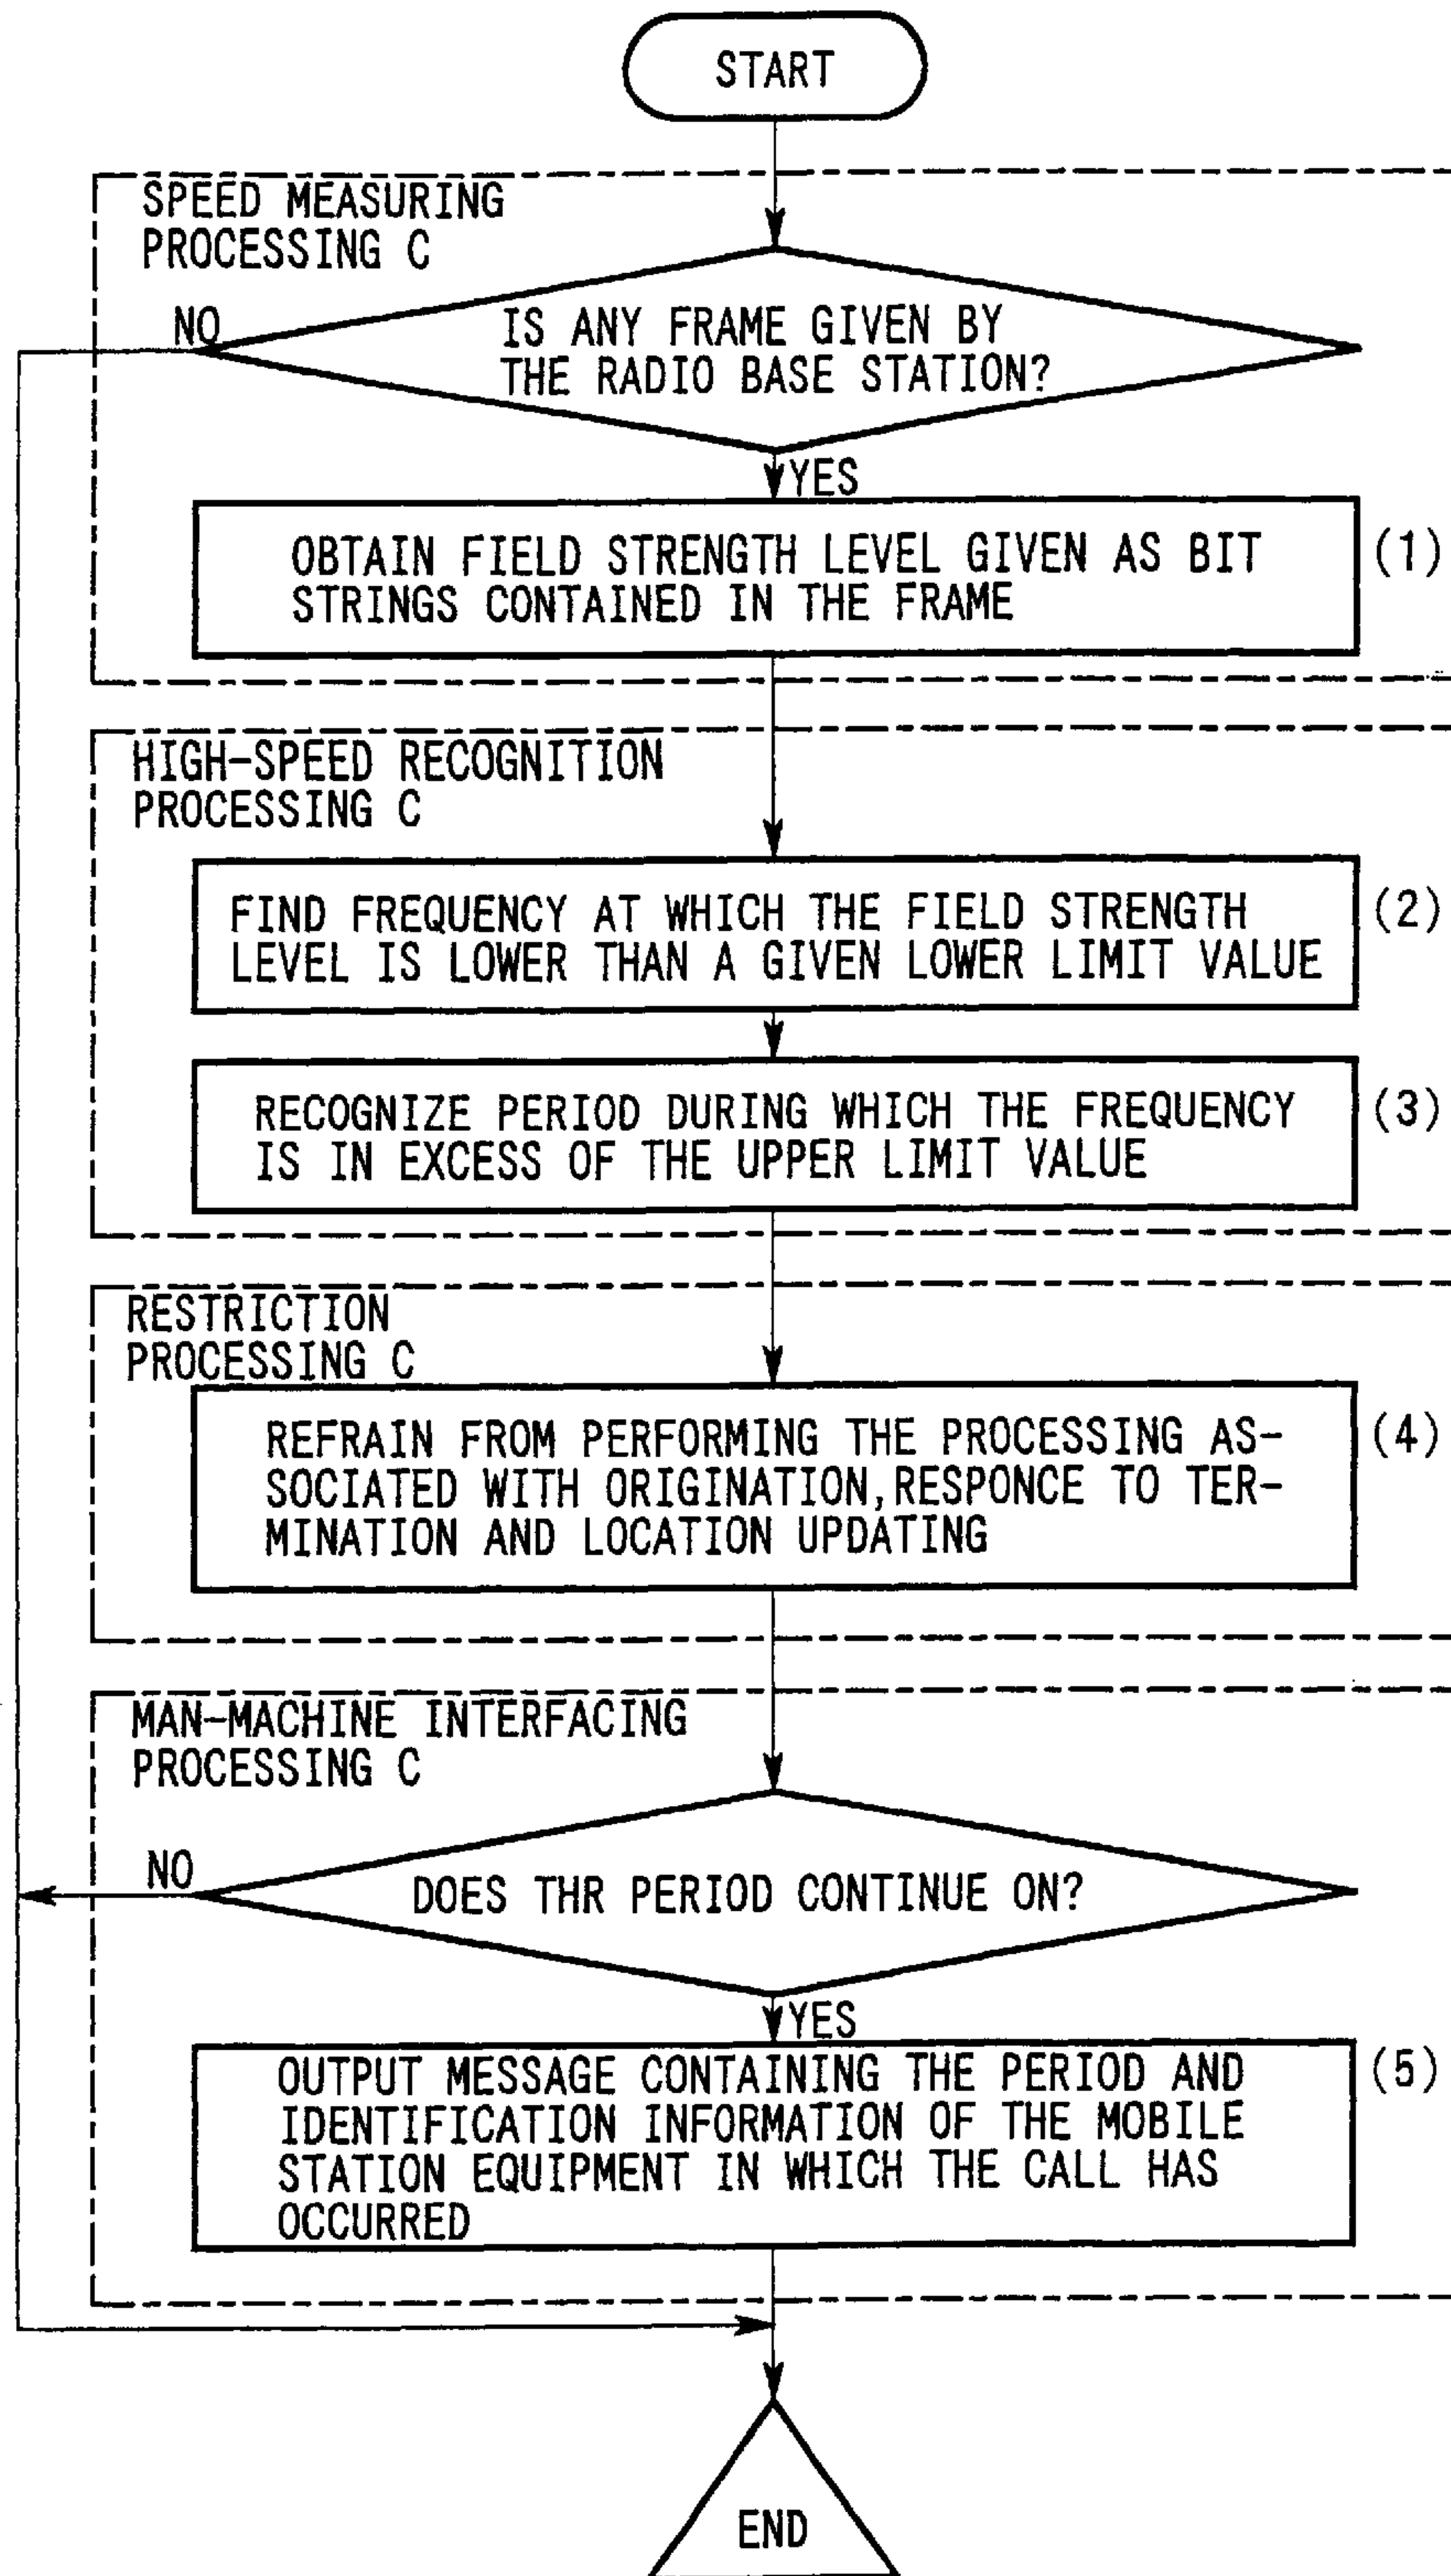 START
SPEED MEASURING
PROCESSING C
NO
IS ANY FRAME GIVEN BY
THE RADIO BASE STATION?
YES
OBTAIN FIELD STRENGTH LEVEL GIVEN AS BIT
STRINGS CONTAINED IN THE FRAME
(1)
HIGH-SPEED RECOGNITION
PROCESSING C
FIND FREQUENCY AT WHICH THE FIELD STRENGTH
LEVEL IS LOWER THAN A GIVEN LOWER LIMIT VALUE
(2)
RECOGNIZE PERIOD DURING WHICH THE FREQUENCY
IS IN EXCESS OF THE UPPER LIMIT VALUE
(3)
RESTRICTION
PROCESSING C
REFRAIN FROM PERFORMING THE PROCESSING AS-
SOCIATED WITH ORIGINATION,RESPONCE TO TER-
MINATION AND LOCATION UPDATING
(4)
MAN-MACHINE INTERFACING
PROCESSING C
NO
DOES THR PERIOD CONTINUE ON?
YES
OUTPUT MESSAGE CONTAINING THE PERIOD AND
IDENTIFICATION INFORMATION OF THE MOBILE
STATION EQUIPMENT IN WHICH THE CALL HAS
OCCURRED
(5)
END